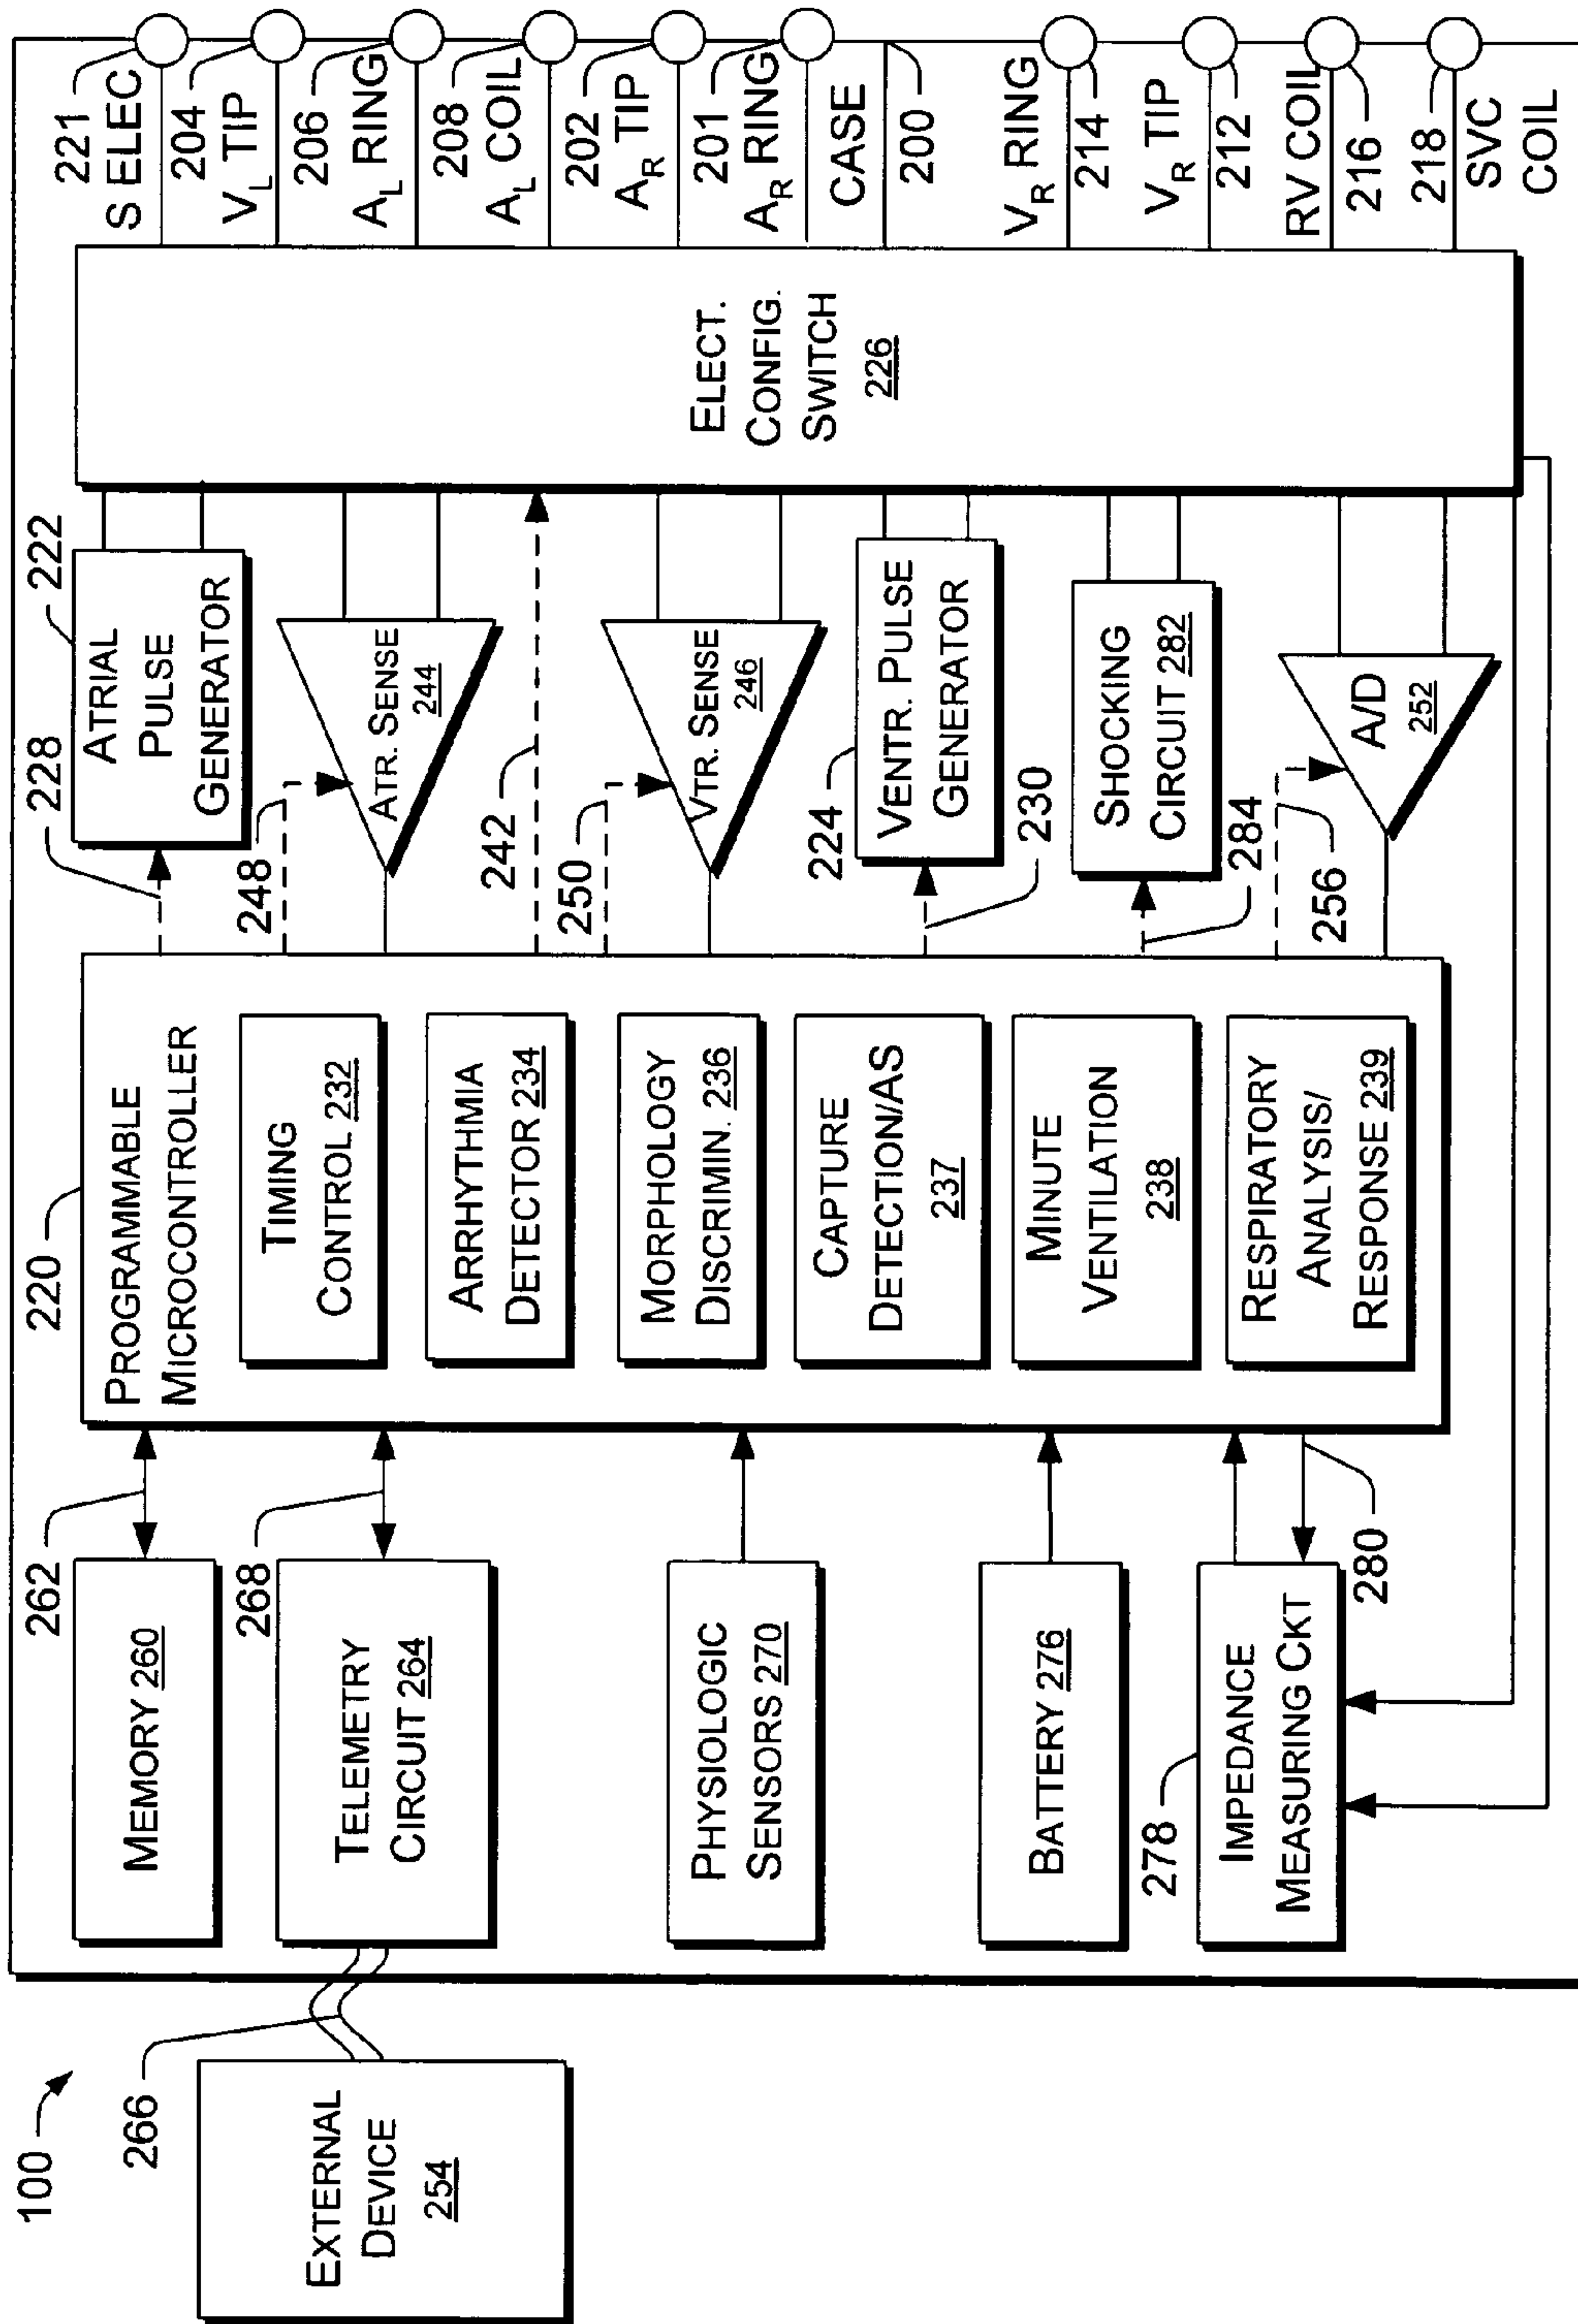 100
EXTERNAL
DEVICE
254
266
262
MEMORY 260
268
TELEMETRY
CIRCUIT 264
PHYSIOLOGIC
SENSORS 270
BATTERY 276
278
IMPEDANCE
MEASURING CKT
280
220
PROGRAMMABLE
MICROCONTROLLER
TIMING
CONTROL 232
ARRHYTHMIA
DETECTOR 234
MORPHOLOGY
DISCRIMIN. 236
CAPTURE
DETECTION/AS
237
MINUTE
VENTILATION
238
RESPIRATORY
ANALYSIS/
RESPONSE 239
228
222
ATRIAL
PULSE
GENERATOR
248
ATR. SENSE
244
242
250
VTR. SENSE
246
224
VENTR. PULSE
GENERATOR
230
SHOCKING
CIRCUIT 282
284
256
A/D
252
ELECT.
CONFIG.
SWITCH
226
221
S ELEC
204
VL TIP
206
AL RING
208
AL COIL
202
AR TIP
201
AR RING
CASE
200
VR RING
214
VR TIP
212
RV COIL
216
218
SVC
COIL